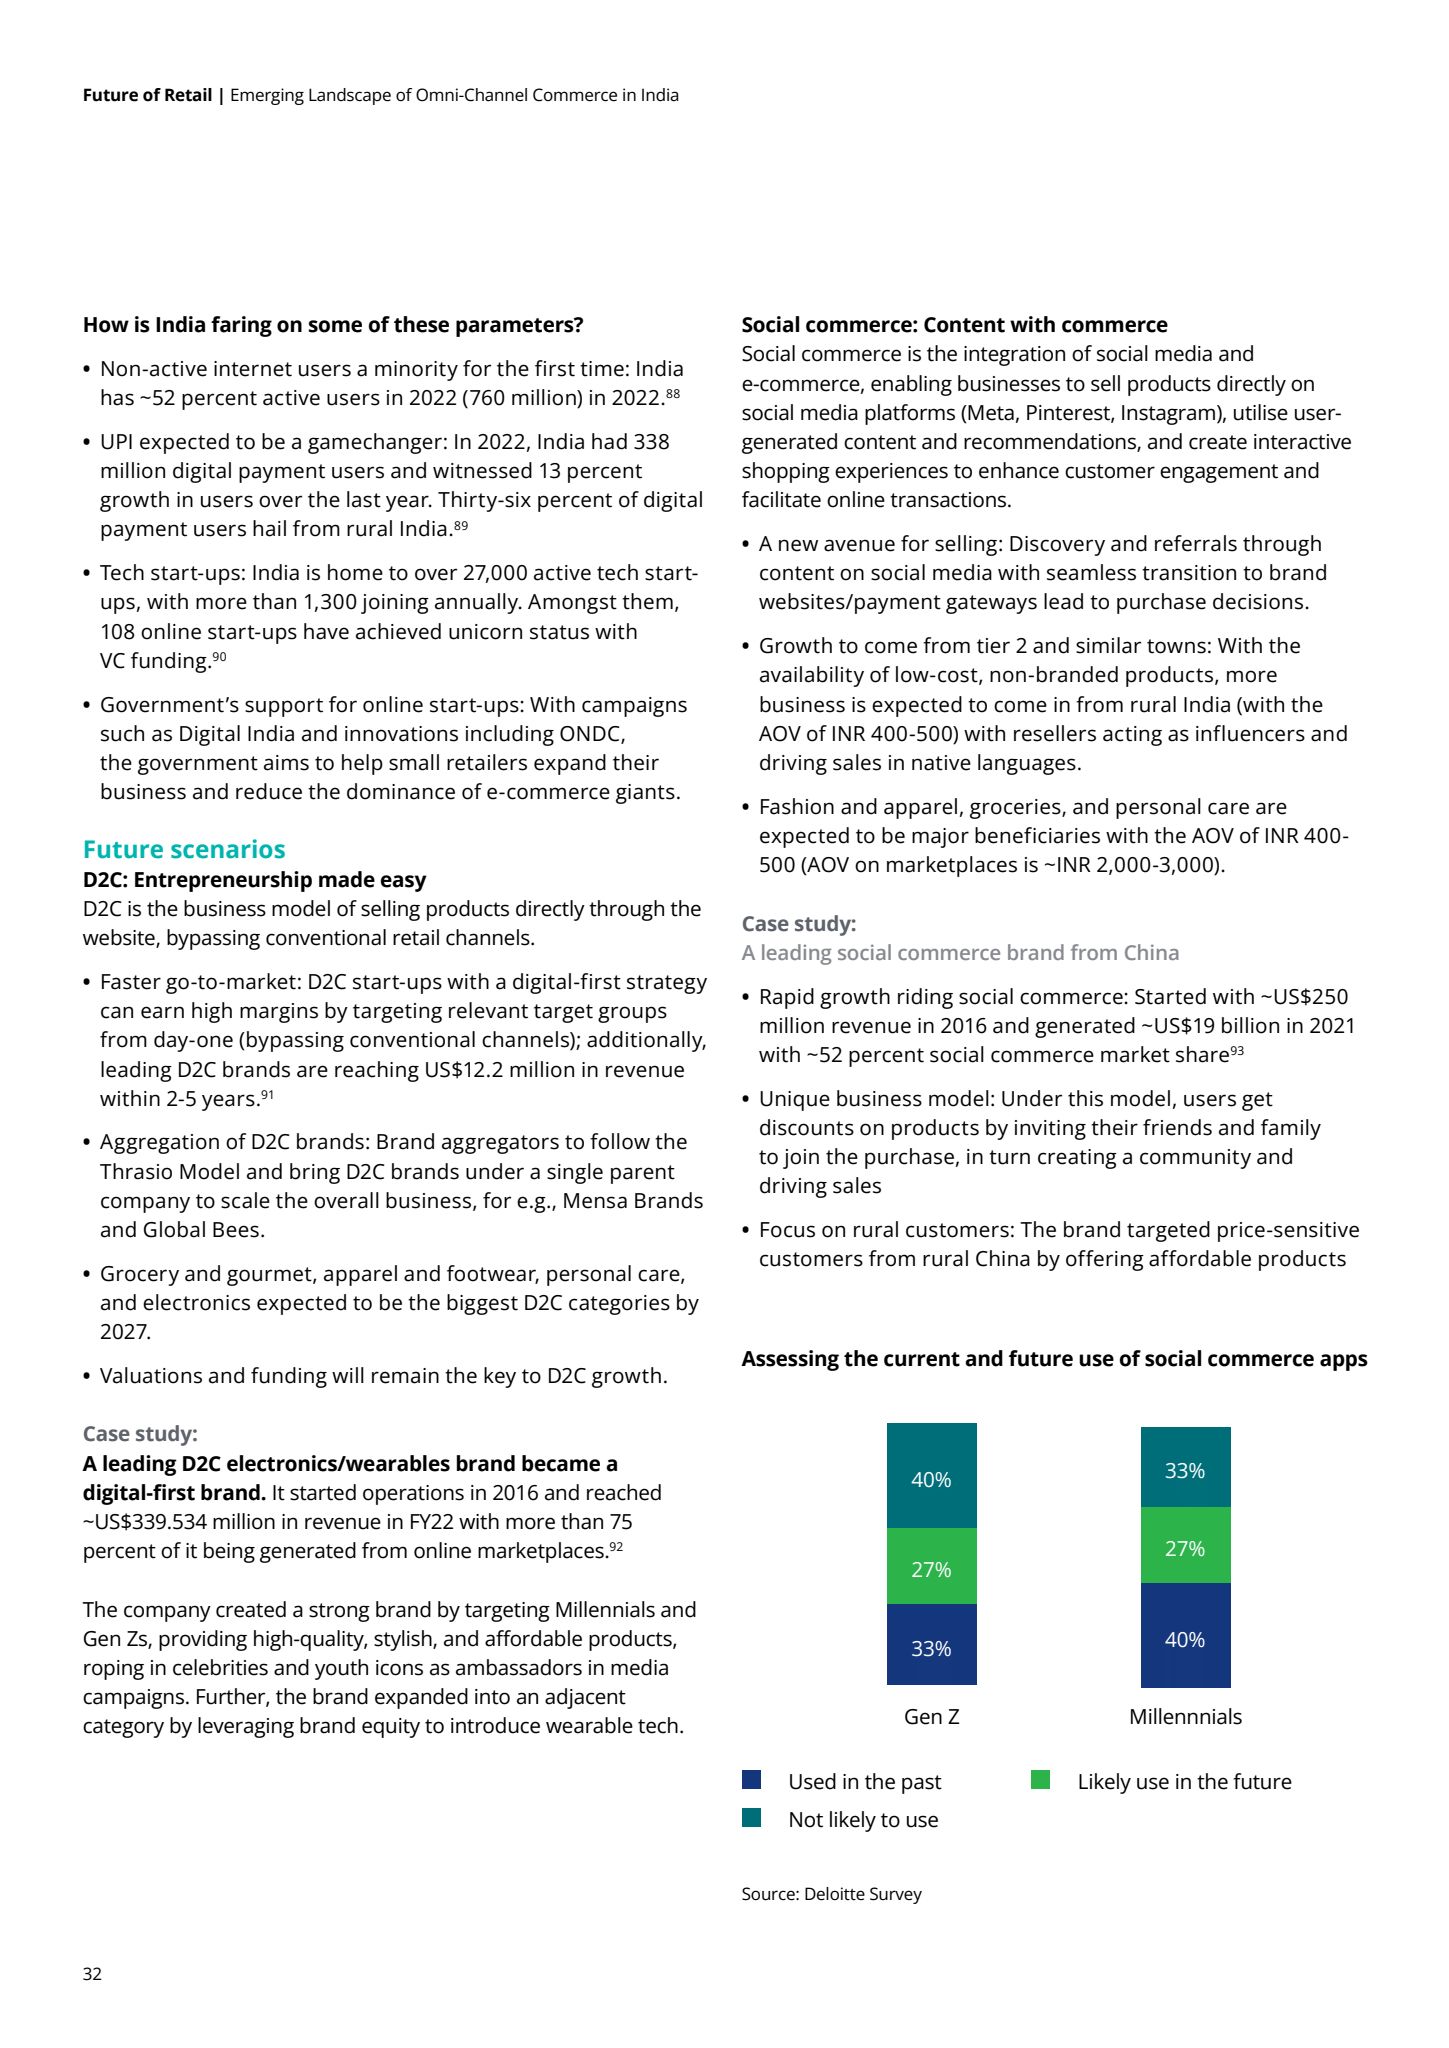 Future of Retail | Emerging Landscape of Omni-Channel Commerce in India
How is India faring on some of these parameters?
• Non-active internet users a minority for the first time: India
has ~52 percent active users in 2022 (760 million) in 2022.88
• UPI expected to be a gamechanger: In 2022, India had 338
million digital payment users and witnessed 13 percent
growth in users over the last year. Thirty-six percent of digital
payment users hail from rural India.89
• Tech start-ups: India is home to over 27,000 active tech start-
ups, with more than 1,300 joining annually. Amongst them,
108 online start-ups have achieved unicorn status with
VC funding.90
• Government’s support for online start-ups: With campaigns
such as Digital India and innovations including ONDC,
the government aims to help small retailers expand their
business and reduce the dominance of e-commerce giants.
Future scenarios
D2C: Entrepreneurship made easy
D2C is the business model of selling products directly through the
website, bypassing conventional retail channels.
• Faster go-to-market: D2C start-ups with a digital-first strategy
can earn high margins by targeting relevant target groups
from day-one (bypassing conventional channels); additionally,
leading D2C brands are reaching US$12.2 million in revenue
within 2-5 years.91
• Aggregation of D2C brands: Brand aggregators to follow the
Thrasio Model and bring D2C brands under a single parent
company to scale the overall business, for e.g., Mensa Brands
and Global Bees.
• Grocery and gourmet, apparel and footwear, personal care,
and electronics expected to be the biggest D2C categories by
2027.
• Valuations and funding will remain the key to D2C growth.
Case study:
A leading D2C electronics/wearables brand became a
digital-first brand. It started operations in 2016 and reached
~US$339.534 million in revenue in FY22 with more than 75
percent of it being generated from online marketplaces.92
The company created a strong brand by targeting Millennials and
Gen Zs, providing high-quality, stylish, and affordable products,
roping in celebrities and youth icons as ambassadors in media
campaigns. Further, the brand expanded into an adjacent
category by leveraging brand equity to introduce wearable tech.
Social commerce: Content with commerce
Social commerce is the integration of social media and
e-commerce, enabling businesses to sell products directly on
social media platforms (Meta, Pinterest, Instagram), utilise user-
generated content and recommendations, and create interactive
shopping experiences to enhance customer engagement and
facilitate online transactions.
• A new avenue for selling: Discovery and referrals through
content on social media with seamless transition to brand
websites/payment gateways lead to purchase decisions.
• Growth to come from tier 2 and similar towns: With the
availability of low-cost, non-branded products, more
business is expected to come in from rural India (with the
AOV of INR 400-500) with resellers acting as influencers and
driving sales in native languages.
• Fashion and apparel, groceries, and personal care are
expected to be major beneficiaries with the AOV of INR 400-
500 (AOV on marketplaces is ~INR 2,000-3,000).
Case study:
A leading social commerce brand from China
• Rapid growth riding social commerce: Started with ~US$250
million revenue in 2016 and generated ~US$19 billion in 2021
with ~52 percent social commerce market share93
• Unique business model: Under this model, users get
discounts on products by inviting their friends and family
to join the purchase, in turn creating a community and
driving sales
• Focus on rural customers: The brand targeted price-sensitive
customers from rural China by offering affordable products
Assessing the current and future use of social commerce apps
40%
27%
33%
Gen Z
33%
27%
40%
Millennnials
Used in the past
Likely use in the future
Not likely to use
Source: Deloitte Survey
32